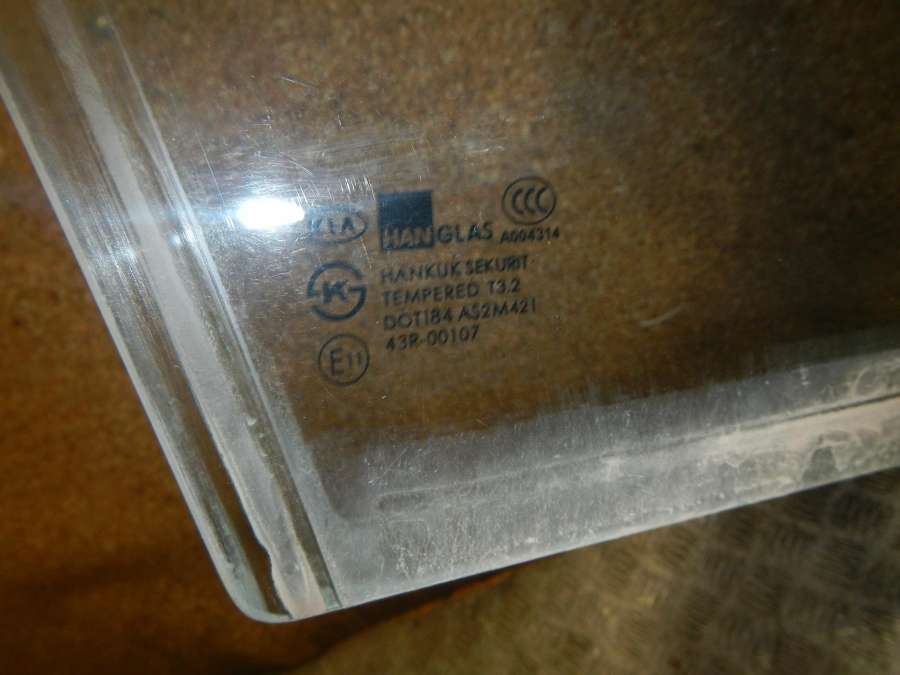 KIA
HANGLAS
CCC
A004314
HANKUK SEKURIT
TEMPERED T3.2
DOT184 AS2M421
43R-00107
K
E11